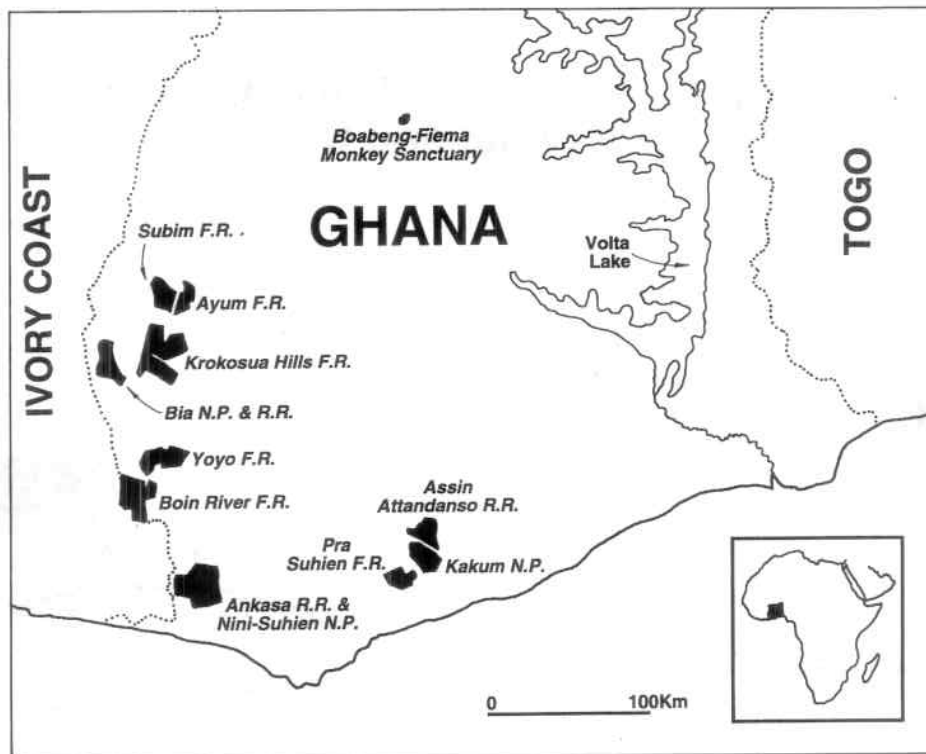 Boabeng-Fiema
Monkey Sanctuary
IVORY COAST
GHANA
TOGO
Subim F.R.
Volta
Lake
Ayum F.R.
Krokosua Hills F.R.
Bia N.P. & R.R.
Yoyo F.R.
Boin River F.R.
Assin
Attandanso R.R.
Pra
Suhien F.R.
Kakum N.P.
Ankasa R.R. &
Nini-Suhien N.P.
0 100Km